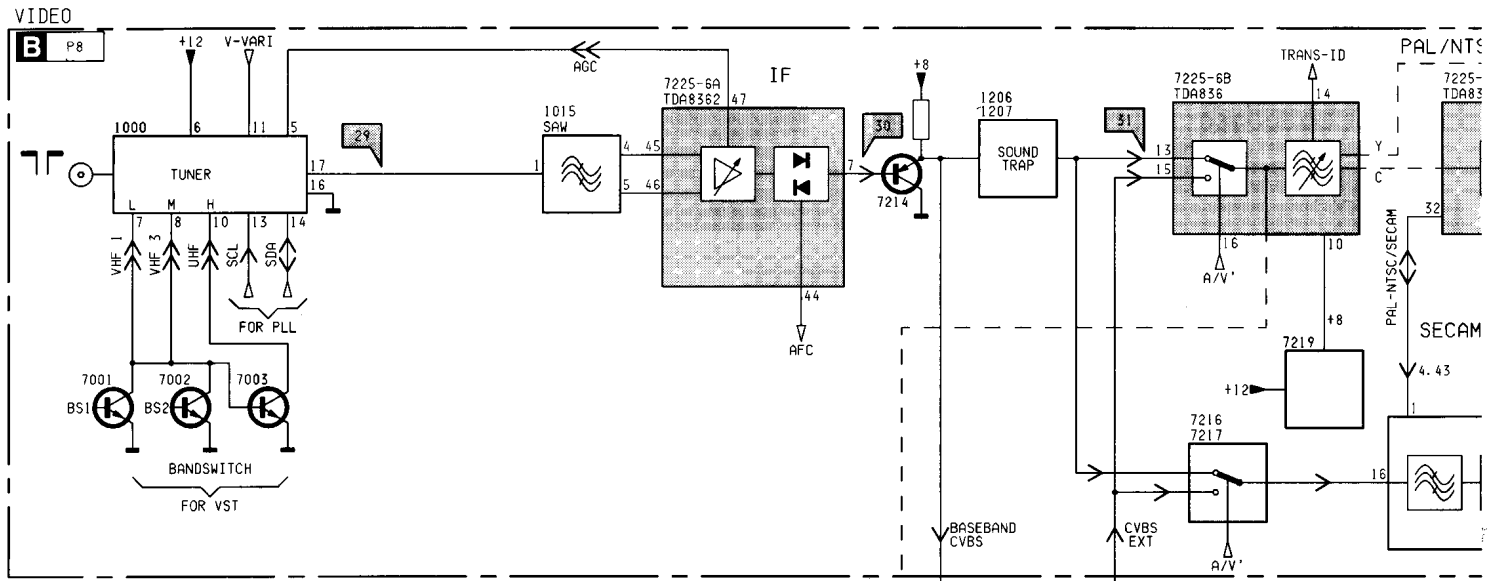 VIDEO
B P8
+12 V-VARI
AGC
IF
+8
TRANS-ID
PAL/NTS
7225-6A
TDA8362
47
1206
1207
7225-6B
TDA836
14
7225-
TDA83
1000
6 11 5
29
1015
SAW
30
31
TUNER
17
16
1
4 45
5 46
7
7214
SOUND
TRAP
13
15
Y
C
L M H
7 8 10 13 14
VHF 1
VHF 3
UHF
SCL
SDA
FOR PLL
44
AFC
16
A/V'
10
32
PAL-NTSC/SECAM
+8
SECAM
7219
+12
4.43
1
7001 7002 7003
BS1 BS2
BANDSWITCH
FOR VST
7216
7217
16
BASEBAND
CVBS
CVBS
EXT
A/V'